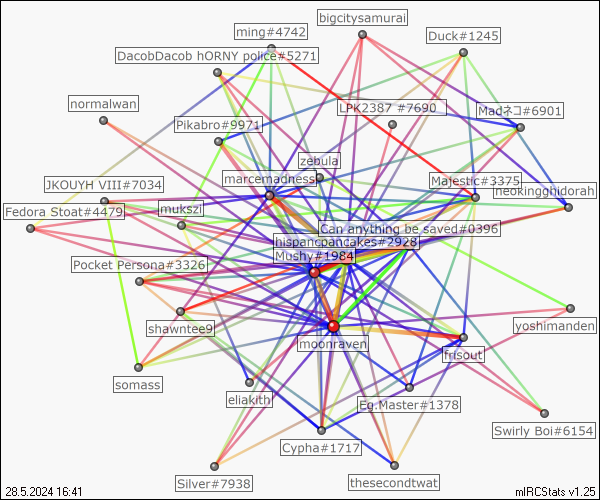 bigcitysamurai
ming#4742
Duck#1245
DacobDacob hORNY police#5271
normalwan
LPK2387 #7690
Madネコ#6901
Pikabro#9971
zebula
marcemadness
Majestic#3375
JKOUYH VIII#7034
neokingghidorah
Fedora Stoat#4479
mukszi
Can anything be saved#0396
hispancpancakes#2928
Mushy#1984
Pocket Persona#3326
shawntee9
yoshimanden
moonraven
frisout
somass
eliakith
Eg.Master#1378
Swirly Boi#6154
Cypha#1717
Silver#7938
thesecondtwat
28.5.2024 16:41
mIRCStats v1.25